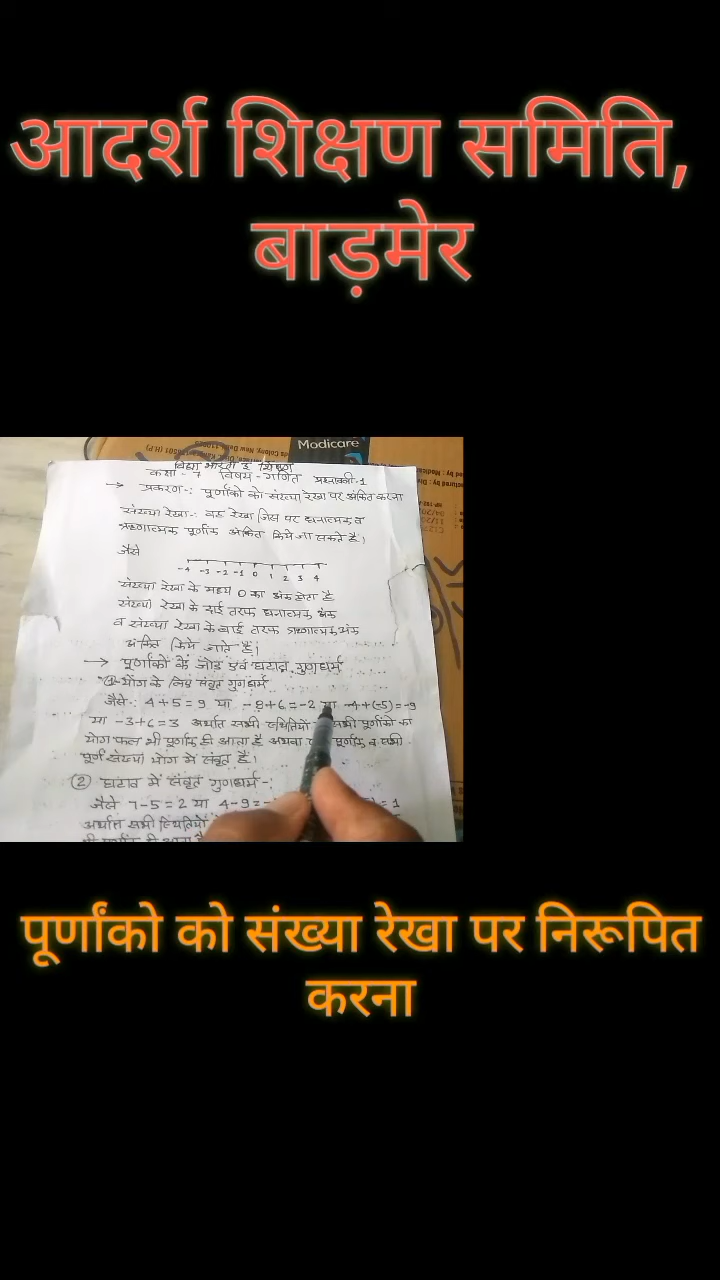 आदर्श शिक्षण समिति,
बाड़मेर
Modicare
विद्या भारती
कक्षा - 7 विषय - गणित प्रश्नावली-1
→ प्रकरण -: पूर्णांको को संख्या रेखा पर अंकित करना
संख्या रेखा -: वह रेखा जिस पर धनात्मक व
ऋणात्मक पूर्णांक अंकित किये जा सकते है।
जैसे
-4 -3 -2 -1 0 1 2 3 4
संख्या रेखा के मध्य 0 का अंक होता है
संख्या रेखा के दाई तरफ धनात्मक अंक
व संख्या रेखा के बाई तरफ ऋणात्मक अंक
अंकित किये जाते है।
→ पूर्णांको के जोड़ एवं घटाव गुणधर्म
योग के लिए संवृत गुणधर्म
जैसे -: 4+5=9 या -8+6=-2 या -4+(-5)=-9
या -3+6=3 अर्थात सभी स्थितियों सभी पूर्णांको का
योग फल भी पूर्णांक ही आता है अथवा पूर्णांक व सभी
पूर्ण संख्या योग में संवृत है।
② घटाव में संवृत गुणधर्म -:
जैसे 7-5=2 या 4-9= =1
अर्थात सभी स्थितियों
भी पूर्णांक ही आता है
पूर्णांको को संख्या रेखा पर निरूपित
करना